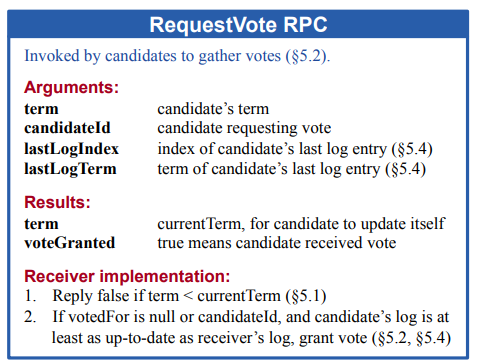 RequestVote RPC
Invoked by candidates to gather votes (§5.2).
Arguments:
term candidate’s term
candidateId candidate requesting vote
lastLogIndex index of candidate’s last log entry (§5.4)
lastLogTerm term of candidate’s last log entry (§5.4)
Results:
term currentTerm, for candidate to update itself
voteGranted true means candidate received vote
Receiver implementation:
1. Reply false if term < currentTerm (§5.1)
2. If votedFor is null or candidateId, and candidate’s log is at
least as up-to-date as receiver’s log, grant vote (§5.2, §5.4)